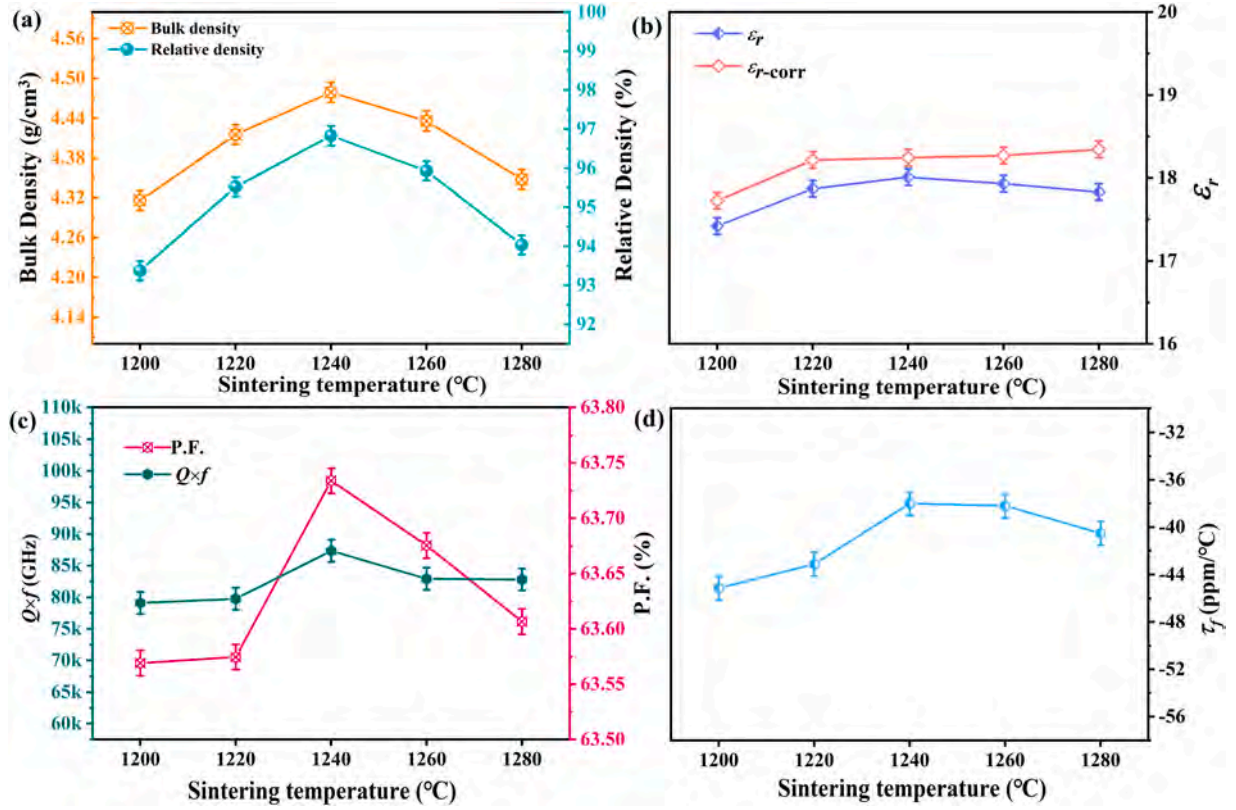 (a)
Bulk density
Relative density
4.56
4.50
4.44
4.38
4.32
4.26
4.20
4.14
Bulk Density (g/cm³)
100
99
98
97
96
95
94
93
92
Relative Density (%)
1200 1220 1240 1260 1280
Sintering temperature (°C)
(b)
εr
εr-corr
20
19
18
17
16
εr
1200 1220 1240 1260 1280
Sintering temperature (°C)
(c)
P.F.
Q×f
110k
105k
100k
95k
90k
85k
80k
75k
70k
65k
60k
Q×f (GHz)
63.80
63.75
63.70
63.65
63.60
63.55
63.50
P.F. (%)
1200 1220 1240 1260 1280
Sintering temperature (°C)
(d)
-32
-36
-40
-44
-48
-52
-56
τf (ppm/°C)
1200 1220 1240 1260 1280
Sintering temperature (°C)